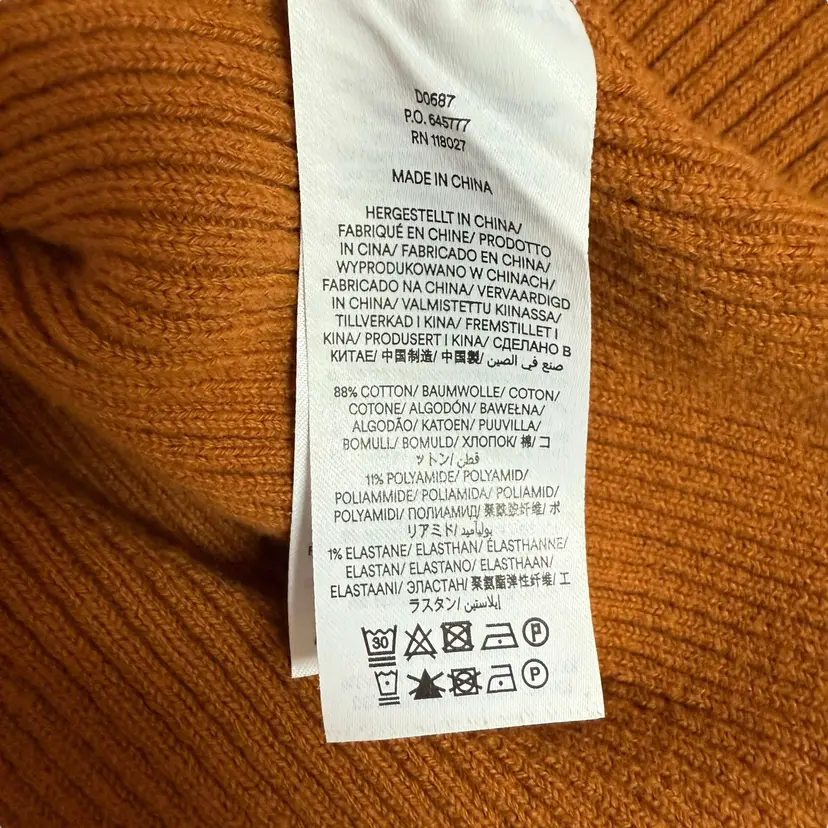 D0687
P.O. 645777
RN 118027
MADE IN CHINA
HERGESTELLT IN CHINA/
FABRIQUÉ EN CHINE/ PRODOTTO
IN CINA/ FABRICADO EN CHINA/
WYPRODUKOWANO W CHINACH/
FABRICADO NA CHINA/ VERVAARDIGD
IN CHINA/ VALMISTETTU KIINASSA/
TILLVERKAD I KINA/ FREMSTILLET I
KINA/ PRODUSERT I KINA/ СДЕЛАНО В
КИТАЕ/ 中国制造/ 中国製/ صنع في الصين
88% COTTON/ BAUMWOLLE/ COTON/
COTONE/ ALGODÓN/ BAWEŁNA/
ALGODÃO/ KATOEN/ PUUVILLA/
BOMULL/ BOMULD/ ХЛОПОК/ 棉/ コ
ットン/ قطن
11% POLYAMIDE/ POLYAMID/
POLIAMMIDE/ POLIAMIDA/ POLIAMID/
POLYAMIDI/ ПОЛИАМИД/ 聚酰胺纤维/ ポ
リアミド/ بولياميد
1% ELASTANE/ ELASTHAN/ ÉLASTHANNE/
ELASTAN/ ELASTANO/ ELASTHAAN/
ELASTAANI/ ЭЛАСТАН/ 聚氨酯弹性纤维/ エ
ラスタン/ إيلاستين
30 P
P